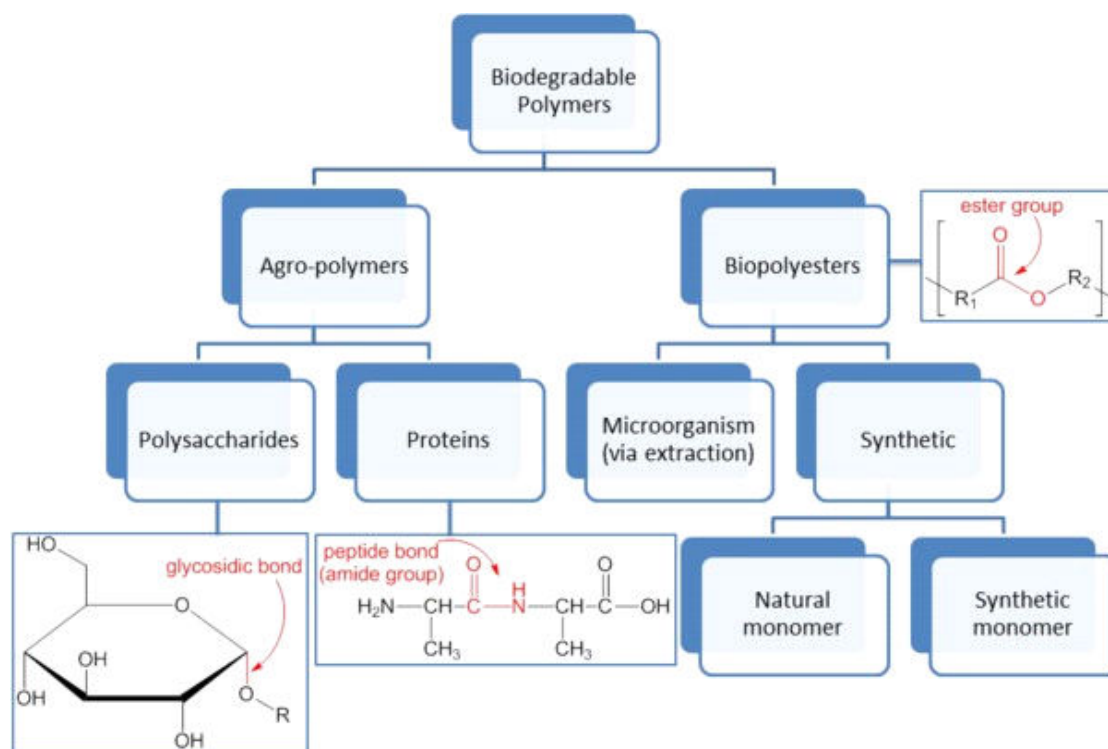 Biodegradable
Polymers
Agro-polymers
Biopolyesters
ester group
O
R1
O
R2
Polysaccharides
Proteins
Microorganism
(via extraction)
Synthetic
HO
glycosidic bond
O
OH
OH
OH
O
R
peptide bond
(amide group)
O
H
O
H₂N
CH
C
N
CH
C
OH
CH₃
CH₃
Natural
monomer
Synthetic
monomer